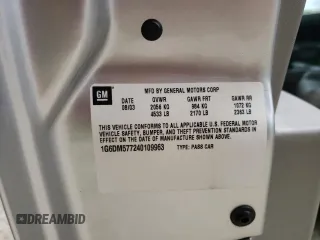 GM
MFG BY GENERAL MOTORS CORP
DATE GVWR GAWR FRT GAWR RR
08/03 2056 KG 984 KG 1072 KG
4533 LB 2170 LB 2363 LB
THIS VEHICLE CONFORMS TO ALL APPLICABLE U.S. FEDERAL MOTOR
VEHICLE SAFETY, BUMPER, AND THEFT PREVENTION STANDARDS IN
EFFECT ON THE DATE OF MANUFACTURE SHOWN ABOVE.
1G6DM577240109963 TYPE: PASS CAR
DREAMBID